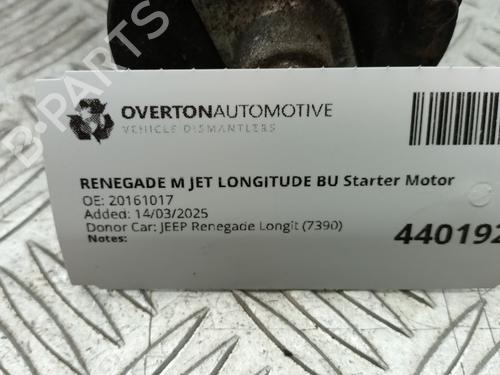 OVERTONAUTOMOTIVE
VEHICLE DISMANTLERS
RENEGADE M JET LONGITUDE BU Starter Motor
OE: 20161017
Added: 14/03/2025
Donor Car: JEEP Renegade Longit (7390)
Notes:
440192
B-PARTS